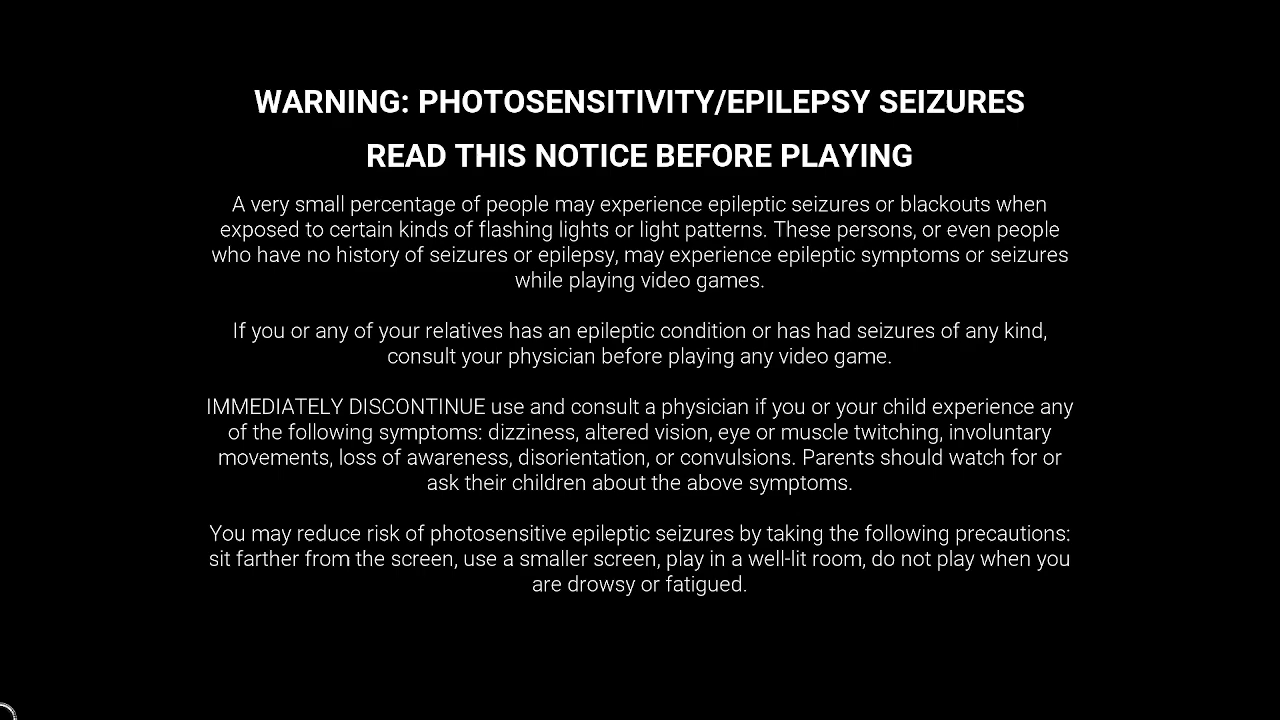 WARNING: PHOTOSENSITIVITY/EPILEPSY SEIZURES
READ THIS NOTICE BEFORE PLAYING
A very small percentage of people may experience epileptic seizures or blackouts when
exposed to certain kinds of flashing lights or light patterns. These persons, or even people
who have no history of seizures or epilepsy, may experience epileptic symptoms or seizures
while playing video games.
If you or any of your relatives has an epileptic condition or has had seizures of any kind,
consult your physician before playing any video game.
IMMEDIATELY DISCONTINUE use and consult a physician if you or your child experience any
of the following symptoms: dizziness, altered vision, eye or muscle twitching, involuntary
movements, loss of awareness, disorientation, or convulsions. Parents should watch for or
ask their children about the above symptoms.
You may reduce risk of photosensitive epileptic seizures by taking the following precautions:
sit farther from the screen, use a smaller screen, play in a well-lit room, do not play when you
are drowsy or fatigued.